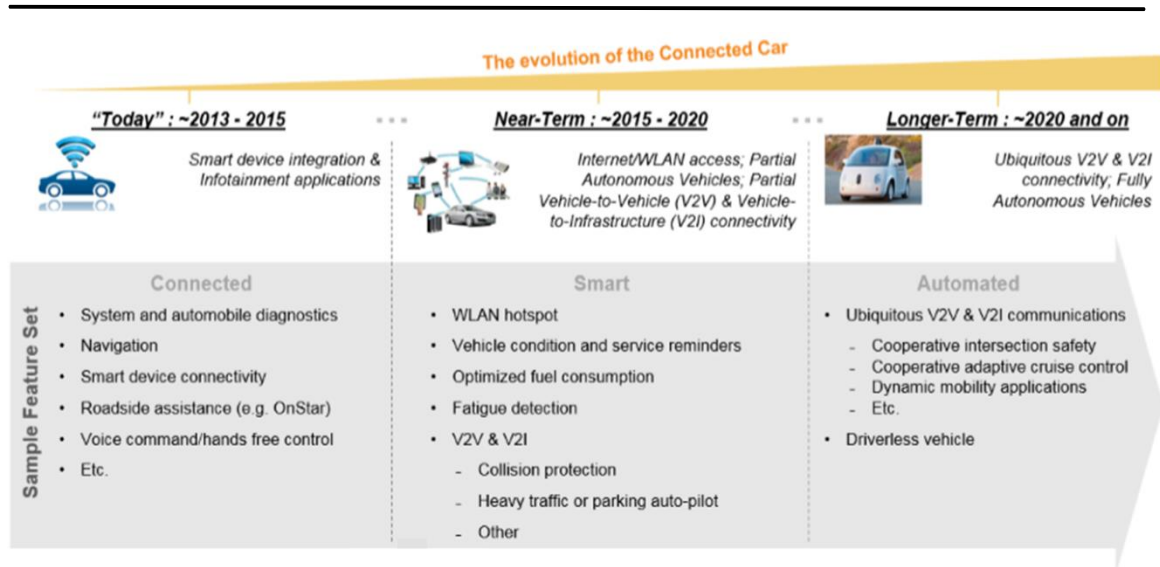 The evolution of the Connected Car
"Today" : ~2013 - 2015
Smart device integration &
Infotainment applications
Near-Term : ~2015 - 2020
Internet/WLAN access; Partial
Autonomous Vehicles; Partial
Vehicle-to-Vehicle (V2V) & Vehicle-
to-Infrastructure (V2I) connectivity
Longer-Term : ~2020 and on
Ubiquitous V2V & V2I
connectivity; Fully
Autonomous Vehicles
Sample Feature Set
Connected
• System and automobile diagnostics
• Navigation
• Smart device connectivity
• Roadside assistance (e.g. OnStar)
• Voice command/hands free control
• Etc.
Smart
• WLAN hotspot
• Vehicle condition and service reminders
• Optimized fuel consumption
• Fatigue detection
• V2V & V2I
- Collision protection
- Heavy traffic or parking auto-pilot
- Other
Automated
• Ubiquitous V2V & V2I communications
- Cooperative intersection safety
- Cooperative adaptive cruise control
- Dynamic mobility applications
- Etc.
• Driverless vehicle